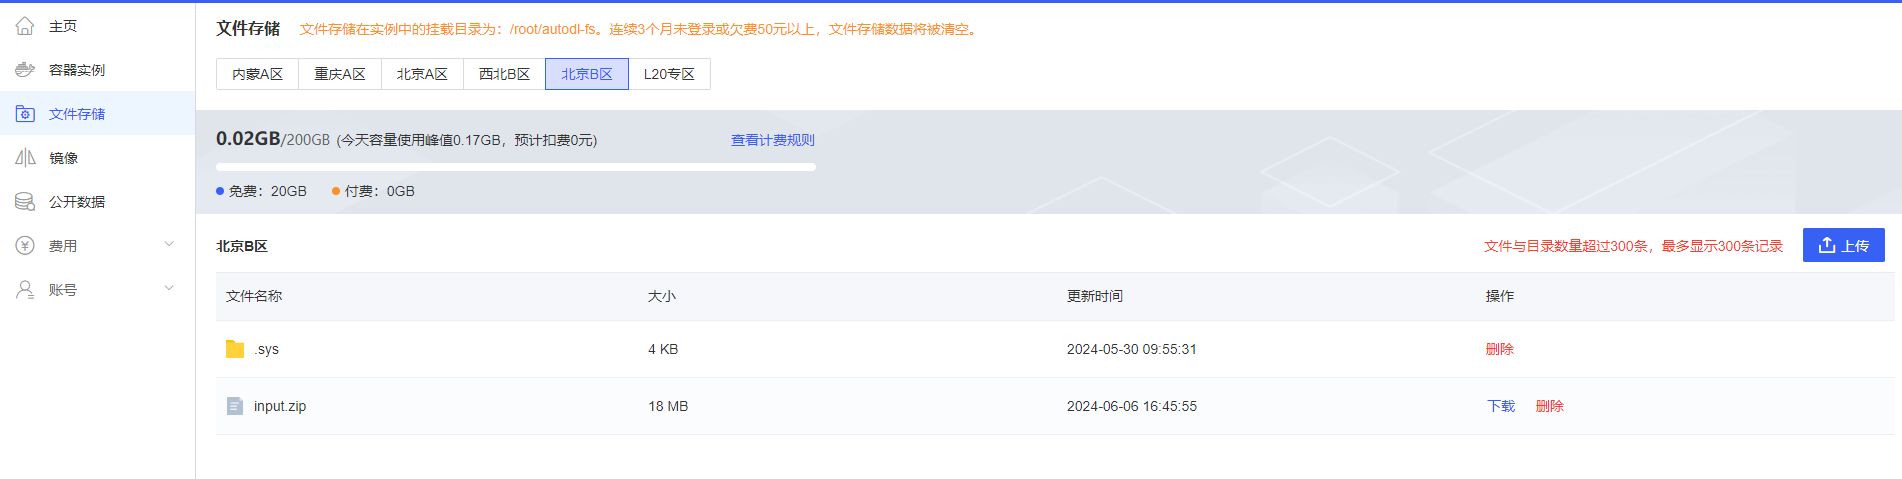 主页
容器实例
文件存储
镜像
公开数据
费用
账号
文件存储 文件存储在实例中的挂载目录为：/root/autodl-fs。连续3个月未登录或欠费50元以上，文件存储数据将被清空。
内蒙A区 重庆A区 北京A区 西北B区 北京B区 L20专区
0.02GB/200GB (今天容量使用峰值0.17GB，预计扣费0元) 查看计费规则
免费：20GB 付费：0GB
北京B区 文件与目录数量超过300条，最多显示300条记录 上传
文件名称 大小 更新时间 操作
.sys 4 KB 2024-05-30 09:55:31 删除
input.zip 18 MB 2024-06-06 16:45:55 下载 删除